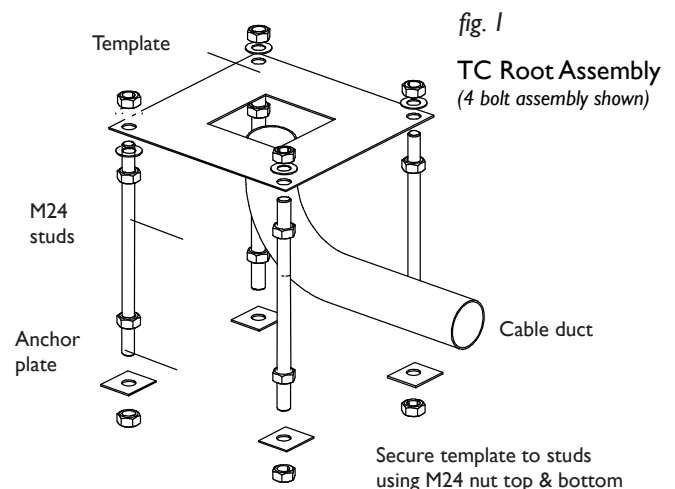 fig. 1
TC Root Assembly
(4 bolt assembly shown)
Template
M24
studs
Anchor
plate
Cable duct
Secure template to studs
using M24 nut top & bottom